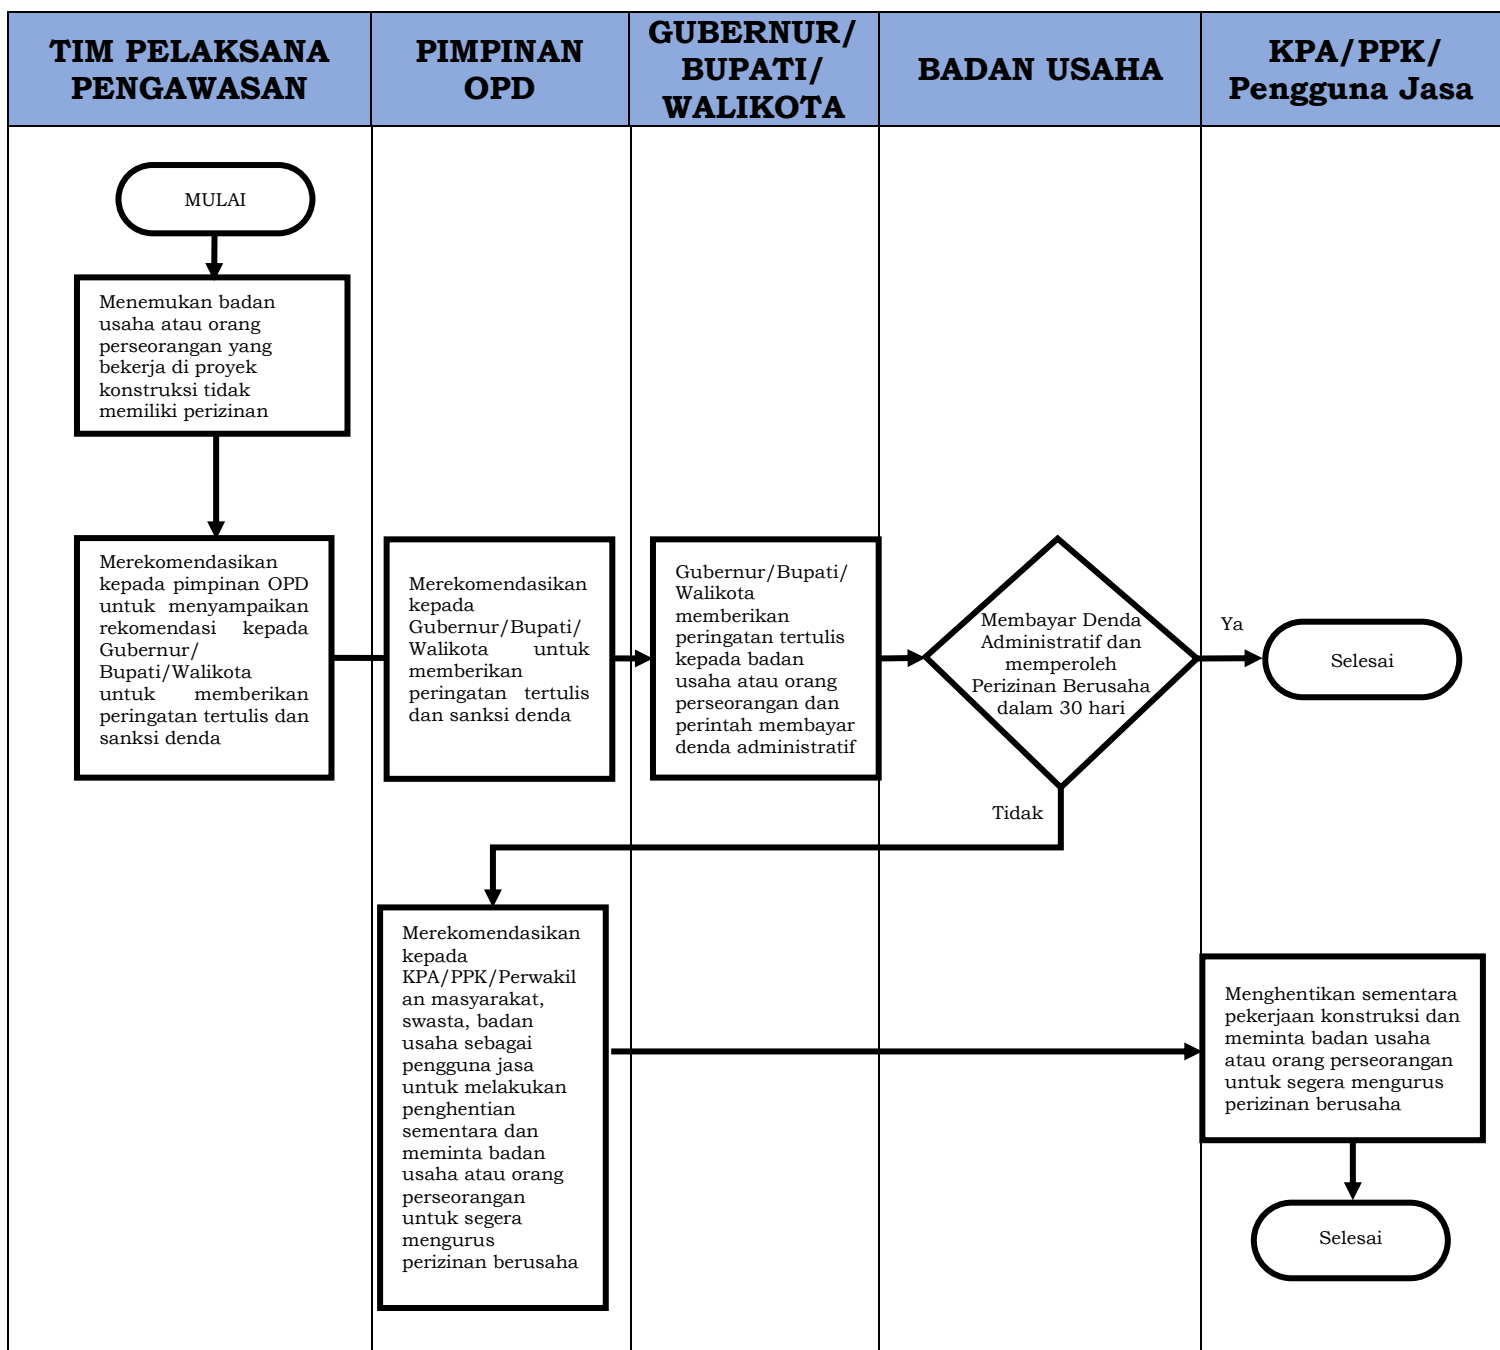 TIM PELAKSANA
PENGAWASAN
PIMPINAN
OPD
GUBERNUR/
BUPATI/
WALIKOTA
BADAN USAHA
KPA/PPK/
Pengguna Jasa
MULAI
Menemukan badan
usaha atau orang
perseorangan yang
bekerja di proyek
konstruksi tidak
memiliki perizinan
Merekomendasikan
kepada pimpinan OPD
untuk menyampaikan
rekomendasi kepada
Gubernur/
Bupati/Walikota
untuk memberikan
peringatan tertulis dan
sanksi denda
Merekomendasikan
kepada
Gubernur/Bupati/
Walikota untuk
memberikan
peringatan tertulis
dan sanksi denda
Gubernur/Bupati/
Walikota
memberikan
peringatan tertulis
kepada badan
usaha atau orang
perseorangan dan
perintah membayar
denda administratif
Membayar Denda
Administratif dan
memperoleh
Perizinan Berusaha
dalam 30 hari
Ya
Selesai
Tidak
Merekomendasikan
kepada
KPA/PPK/Perwakil
an masyarakat,
swasta, badan
usaha sebagai
pengguna jasa
untuk melakukan
penghentian
sementara dan
meminta badan
usaha atau orang
perseorangan
untuk segera
mengurus
perizinan berusaha
Menghentikan sementara
pekerjaan konstruksi dan
meminta badan usaha
atau orang perseorangan
untuk segera mengurus
perizinan berusaha
Selesai